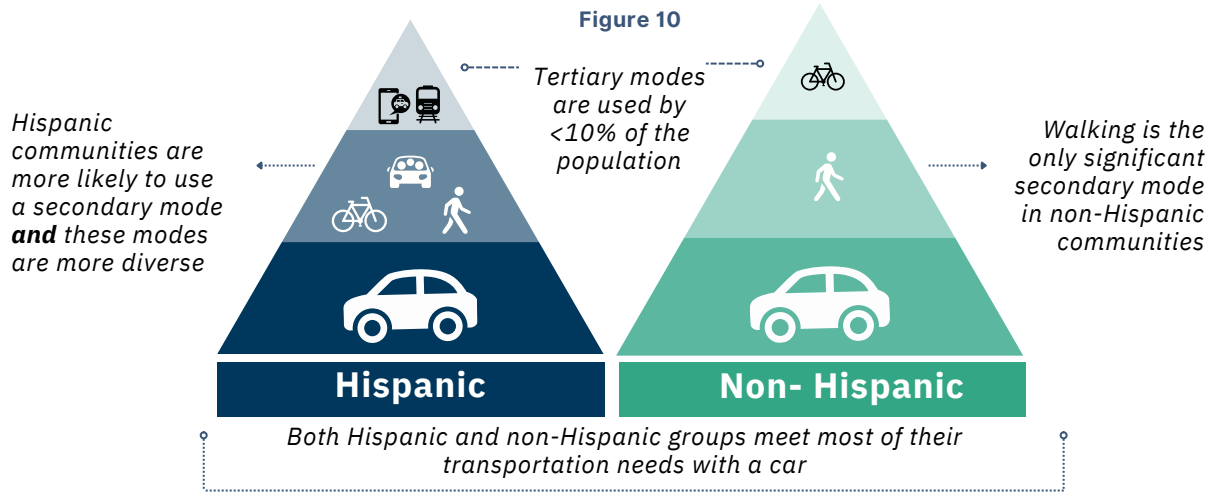 Figure 10
Tertiary modes
are used by
<10% of the
population
Hispanic
communities are
more likely to use
a secondary mode
and these modes
are more diverse
Walking is the
only significant
secondary mode
in non-Hispanic
communities
Hispanic
Non- Hispanic
Both Hispanic and non-Hispanic groups meet most of their
transportation needs with a car